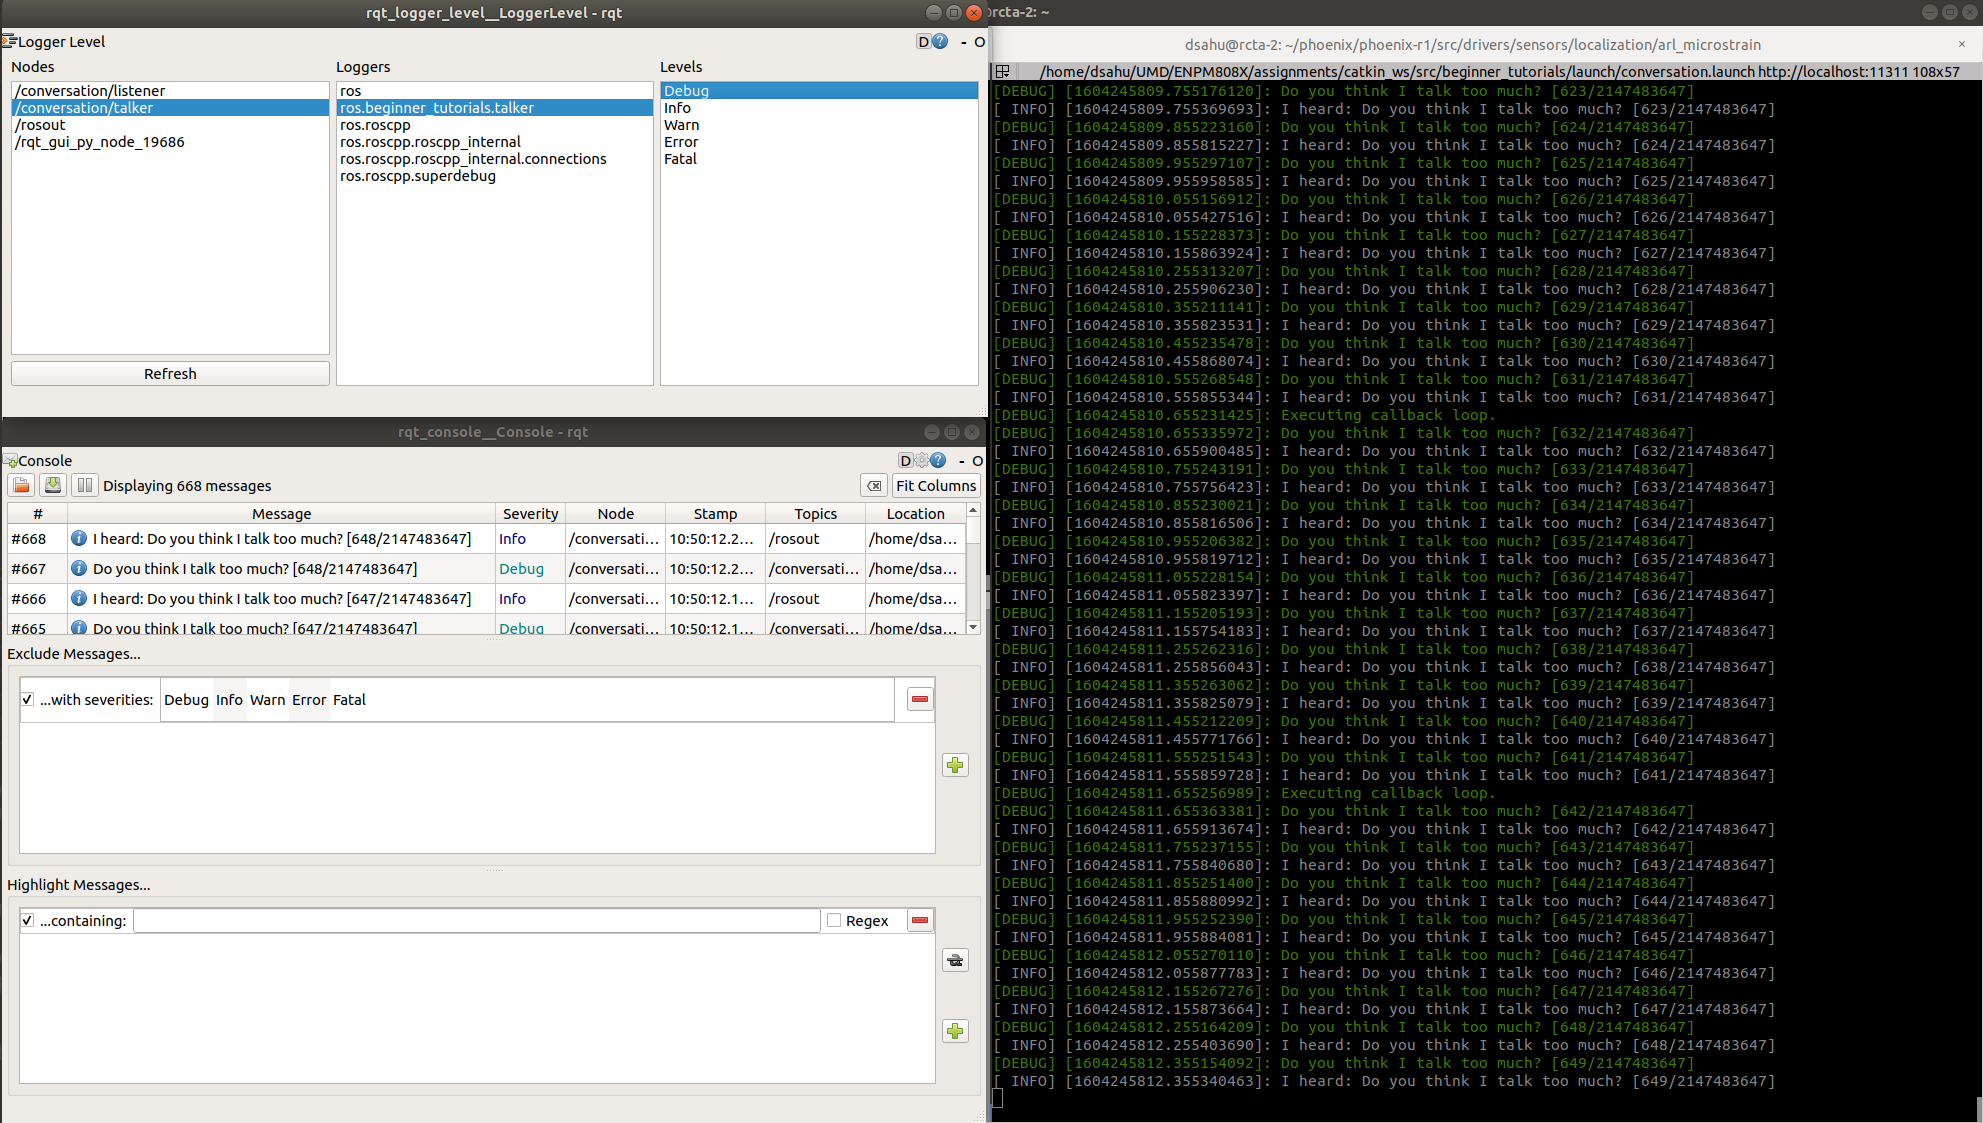 rqt_logger_level__LoggerLevel - rqt
Logger Level
D
?
- O
Nodes
/conversation/listener
/conversation/talker
/rosout
/rqt_gui_py_node_19686
Refresh
Loggers
ros
ros.beginner_tutorials.talker
ros.roscpp
ros.roscpp.roscpp_internal
ros.roscpp.roscpp_internal.connections
ros.roscpp.superdebug
Levels
Debug
Info
Warn
Error
Fatal
rqt_console__Console - rqt
Console
D
?
- O
Displaying 668 messages
Fit Columns
# Message Severity Node Stamp Topics Location
#668 I heard: Do you think I talk too much? [648/2147483647] Info /conversati... 10:50:12.2... /rosout /home/dsa...
#667 Do you think I talk too much? [648/2147483647] Debug /conversati... 10:50:12.2... /conversati... /home/dsa...
#666 I heard: Do you think I talk too much? [647/2147483647] Info /conversati... 10:50:12.1... /rosout /home/dsa...
#665 Do you think I talk too much? [647/2147483647] Debug /conversati... 10:50:12.1... /conversati... /home/dsa...
Exclude Messages...
...with severities: Debug Info Warn Error Fatal
Highlight Messages...
...containing: Regex
rcta-2: ~
dsahu@rcta-2: ~/phoenix/phoenix-r1/src/drivers/sensors/localization/arl_microstrain
/home/dsahu/UMD/ENPM808X/assignments/catkin_ws/src/beginner_tutorials/launch/conversation.launch http://localhost:11311 108x57
[DEBUG] [1604245809.755176120]: Do you think I talk too much? [623/2147483647]
[ INFO] [1604245809.755369693]: I heard: Do you think I talk too much? [623/2147483647]
[DEBUG] [1604245809.855223160]: Do you think I talk too much? [624/2147483647]
[ INFO] [1604245809.855815227]: I heard: Do you think I talk too much? [624/2147483647]
[DEBUG] [1604245809.955297107]: Do you think I talk too much? [625/2147483647]
[ INFO] [1604245809.955958585]: I heard: Do you think I talk too much? [625/2147483647]
[DEBUG] [1604245810.055156912]: Do you think I talk too much? [626/2147483647]
[ INFO] [1604245810.055427516]: I heard: Do you think I talk too much? [626/2147483647]
[DEBUG] [1604245810.155228373]: Do you think I talk too much? [627/2147483647]
[ INFO] [1604245810.155863924]: I heard: Do you think I talk too much? [627/2147483647]
[DEBUG] [1604245810.255313207]: Do you think I talk too much? [628/2147483647]
[ INFO] [1604245810.255906230]: I heard: Do you think I talk too much? [628/2147483647]
[DEBUG] [1604245810.355211141]: Do you think I talk too much? [629/2147483647]
[ INFO] [1604245810.355823531]: I heard: Do you think I talk too much? [629/2147483647]
[DEBUG] [1604245810.455235478]: Do you think I talk too much? [630/2147483647]
[ INFO] [1604245810.455868074]: I heard: Do you think I talk too much? [630/2147483647]
[DEBUG] [1604245810.555268548]: Do you think I talk too much? [631/2147483647]
[ INFO] [1604245810.555855344]: I heard: Do you think I talk too much? [631/2147483647]
[DEBUG] [1604245810.655231425]: Executing callback loop.
[DEBUG] [1604245810.655335972]: Do you think I talk too much? [632/2147483647]
[ INFO] [1604245810.655900485]: I heard: Do you think I talk too much? [632/2147483647]
[DEBUG] [1604245810.755243191]: Do you think I talk too much? [633/2147483647]
[ INFO] [1604245810.755756423]: I heard: Do you think I talk too much? [633/2147483647]
[DEBUG] [1604245810.855230021]: Do you think I talk too much? [634/2147483647]
[ INFO] [1604245810.855816506]: I heard: Do you think I talk too much? [634/2147483647]
[DEBUG] [1604245810.955206382]: Do you think I talk too much? [635/2147483647]
[ INFO] [1604245810.955819712]: I heard: Do you think I talk too much? [635/2147483647]
[DEBUG] [1604245811.055228154]: Do you think I talk too much? [636/2147483647]
[ INFO] [1604245811.055823397]: I heard: Do you think I talk too much? [636/2147483647]
[DEBUG] [1604245811.155205193]: Do you think I talk too much? [637/2147483647]
[ INFO] [1604245811.155754183]: I heard: Do you think I talk too much? [637/2147483647]
[DEBUG] [1604245811.255262316]: Do you think I talk too much? [638/2147483647]
[ INFO] [1604245811.255856043]: I heard: Do you think I talk too much? [638/2147483647]
[DEBUG] [1604245811.355263062]: Do you think I talk too much? [639/2147483647]
[ INFO] [1604245811.355825079]: I heard: Do you think I talk too much? [639/2147483647]
[DEBUG] [1604245811.455212209]: Do you think I talk too much? [640/2147483647]
[ INFO] [1604245811.455771766]: I heard: Do you think I talk too much? [640/2147483647]
[DEBUG] [1604245811.555251543]: Do you think I talk too much? [641/2147483647]
[ INFO] [1604245811.555859728]: I heard: Do you think I talk too much? [641/2147483647]
[DEBUG] [1604245811.655256989]: Executing callback loop.
[DEBUG] [1604245811.655363381]: Do you think I talk too much? [642/2147483647]
[ INFO] [1604245811.655913674]: I heard: Do you think I talk too much? [642/2147483647]
[DEBUG] [1604245811.755237155]: Do you think I talk too much? [643/2147483647]
[ INFO] [1604245811.755840680]: I heard: Do you think I talk too much? [643/2147483647]
[DEBUG] [1604245811.855251400]: Do you think I talk too much? [644/2147483647]
[ INFO] [1604245811.855880992]: I heard: Do you think I talk too much? [644/2147483647]
[DEBUG] [1604245811.955252390]: Do you think I talk too much? [645/2147483647]
[ INFO] [1604245811.955884081]: I heard: Do you think I talk too much? [645/2147483647]
[DEBUG] [1604245812.055270110]: Do you think I talk too much? [646/2147483647]
[ INFO] [1604245812.055877783]: I heard: Do you think I talk too much? [646/2147483647]
[DEBUG] [1604245812.155267276]: Do you think I talk too much? [647/2147483647]
[ INFO] [1604245812.155873664]: I heard: Do you think I talk too much? [647/2147483647]
[DEBUG] [1604245812.255164209]: Do you think I talk too much? [648/2147483647]
[ INFO] [1604245812.255403690]: I heard: Do you think I talk too much? [648/2147483647]
[DEBUG] [1604245812.355154092]: Do you think I talk too much? [649/2147483647]
[ INFO] [1604245812.355340463]: I heard: Do you think I talk too much? [649/2147483647]